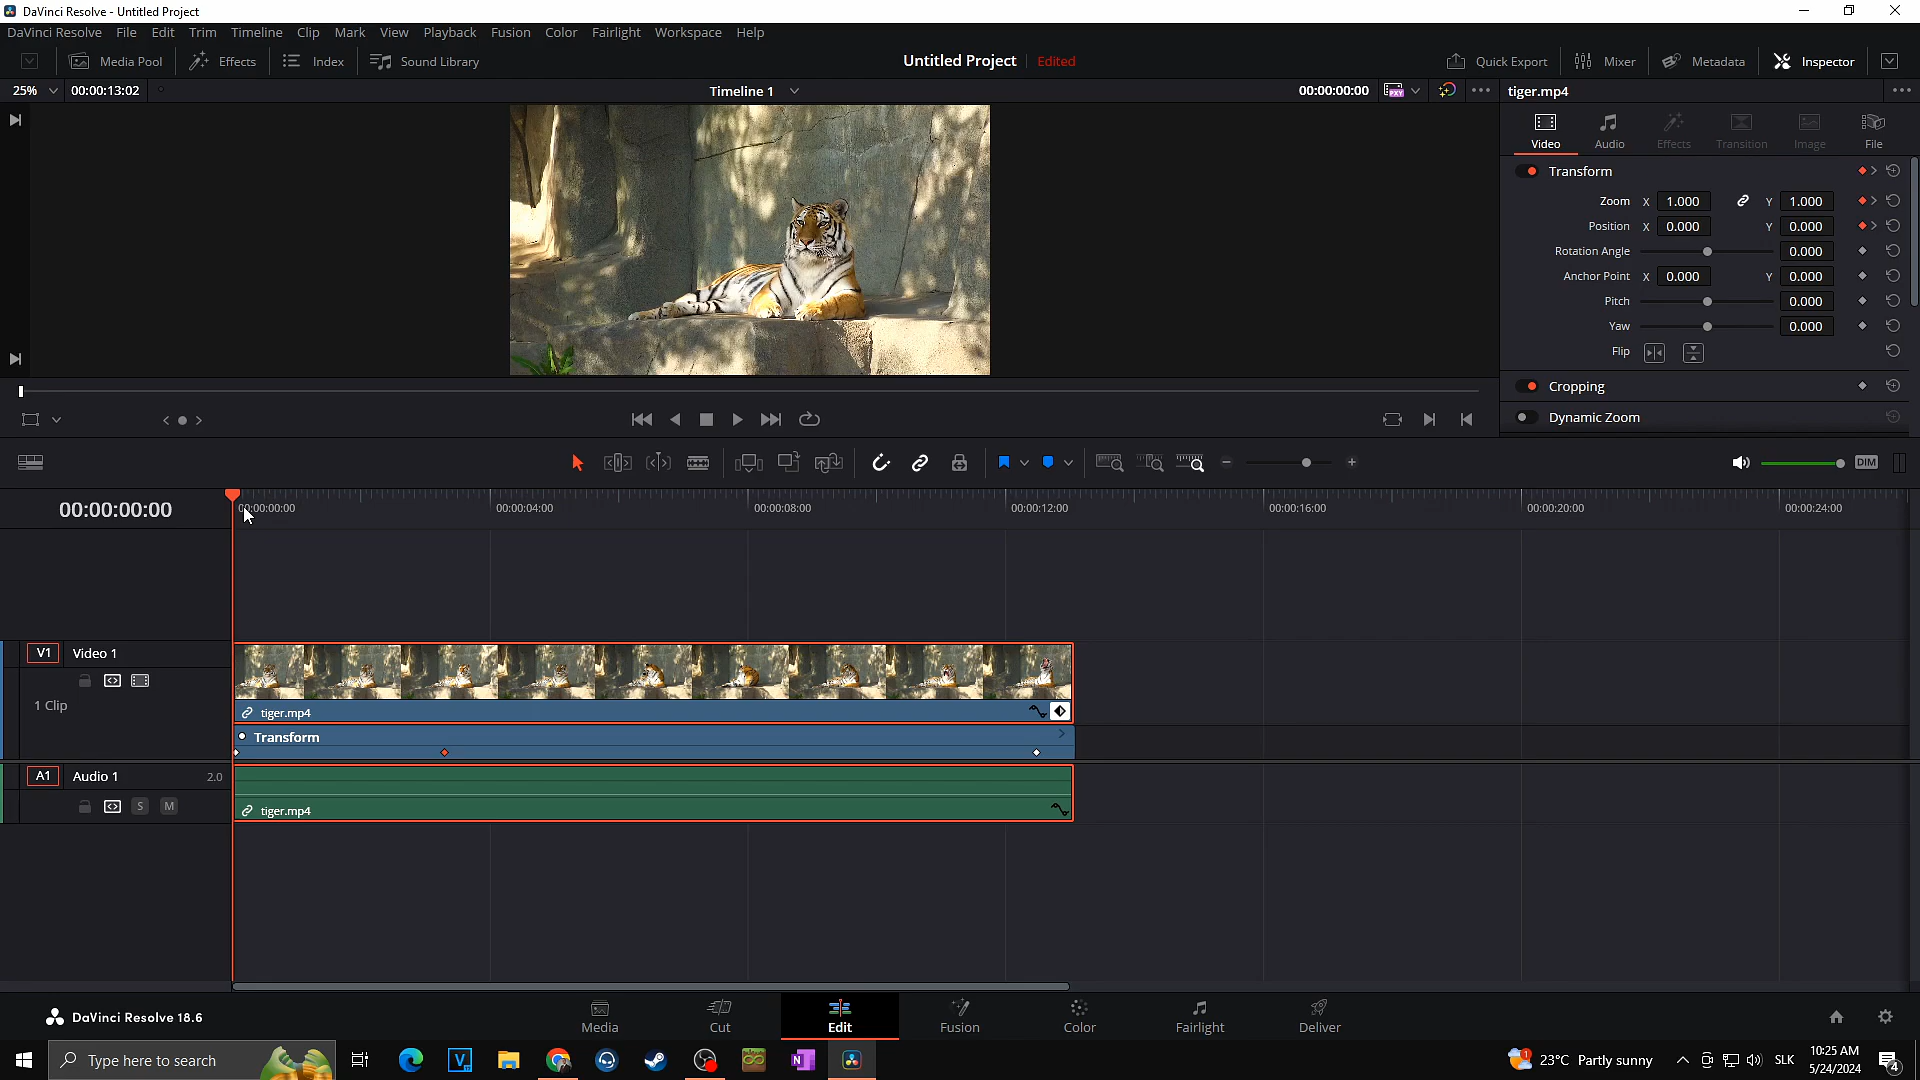 DaVinci Resolve - Untitled Project
DaVinci Resolve File Edit Trim Timeline Clip Mark View Playback Fusion Color Fairlight Workspace Help
Media Pool Effects Index Sound Library Untitled Project Edited Quick Export Mixer Metadata Inspector
25% 00:00:13:02 Timeline 1 00:00:00:00 tiger.mp4
Video Audio Effects Transition Image File
Transform
Zoom X 1.000 Y 1.000
Position X 0.000 Y 0.000
Rotation Angle 0.000
Anchor Point X 0.000 Y 0.000
Pitch 0.000
Yaw 0.000
Flip
Cropping
Dynamic Zoom
DIM
00:00:00:00 00:00:00:00 00:00:04:00 00:00:08:00 00:00:12:00 00:00:16:00 00:00:20:00 00:00:24:00
V1 Video 1
1 Clip
tiger.mp4
Transform
A1 Audio 1 2.0
S M
tiger.mp4
DaVinci Resolve 18.6 Media Cut Edit Fusion Color Fairlight Deliver
Type here to search 23°C Partly sunny SLK 10:25 AM
5/24/2024 4